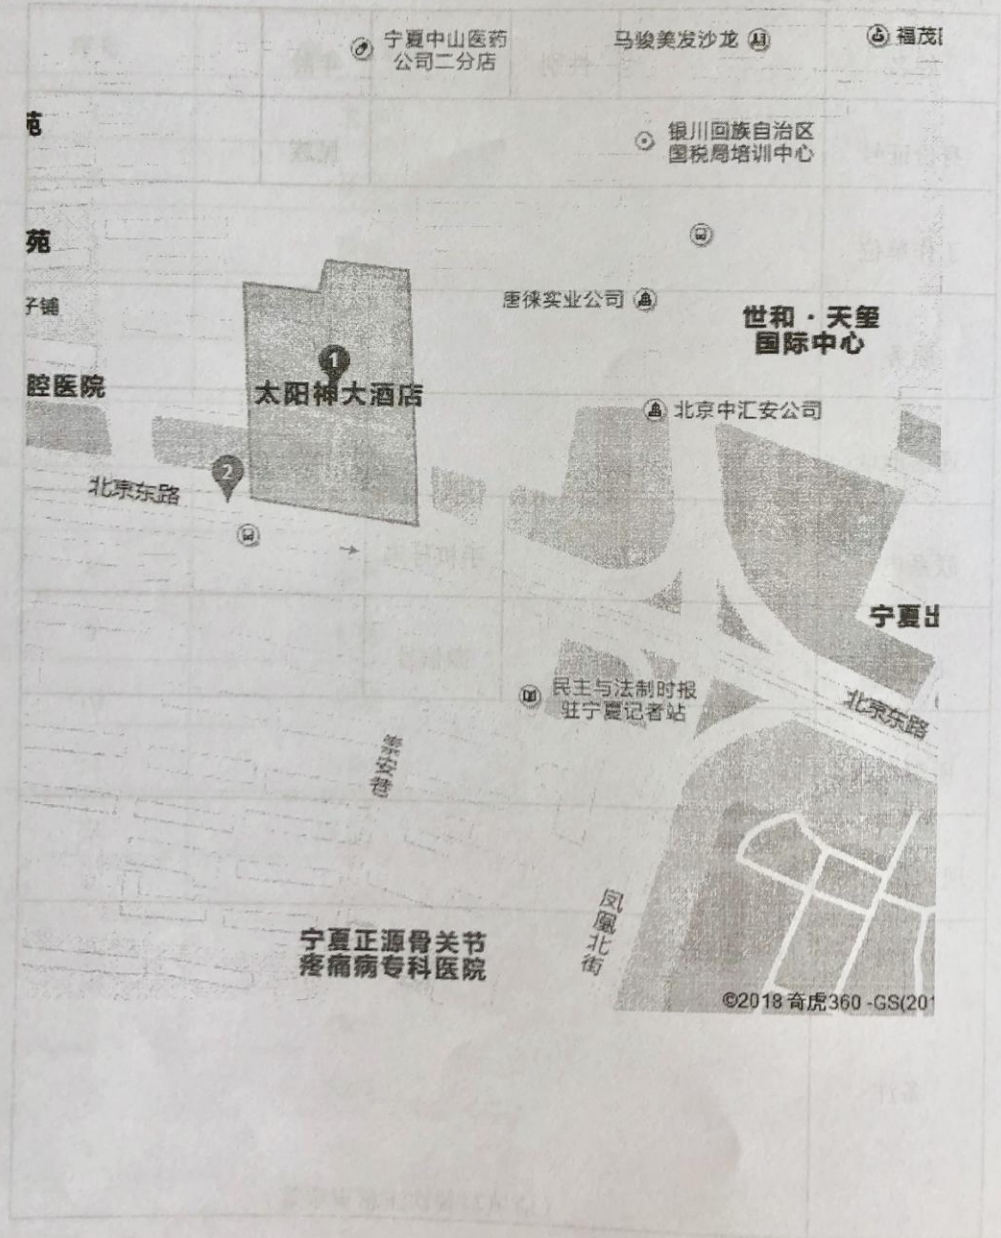 宁夏中山医药
公司二分店
马骏美发沙龙
福茂
苑
银川回族自治区
国税局培训中心
苑
子铺
唐徕实业公司
世和·天玺
国际中心
1
腔医院
太阳神大酒店
北京中汇安公司
2
北京东路
宁夏出
民主与法制时报
驻宁夏记者站
北京东路
崇安巷
凤凰北街
宁夏正源骨关节
疼痛病专科医院
©2018 奇虎360 -GS(201